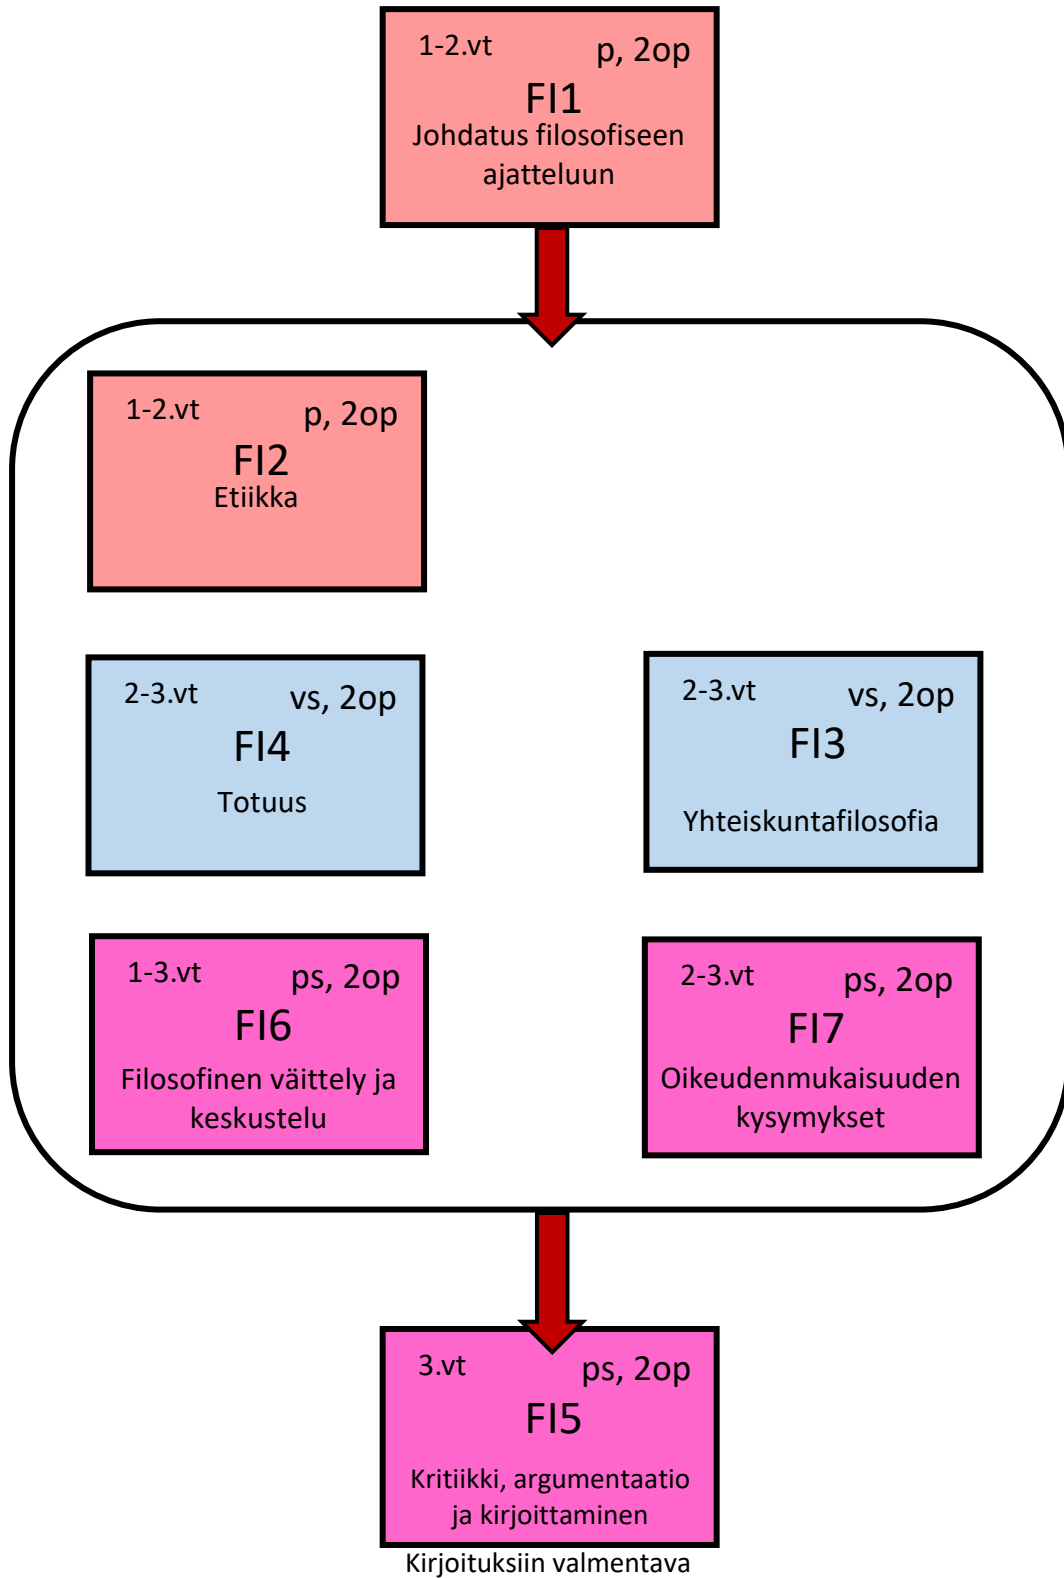 1-2.vt p, 2op
FI1
Johdatus filosofiseen
ajatteluun
1-2.vt p, 2op
FI2
Etiikka
2-3.vt vs, 2op
FI4
Totuus
2-3.vt vs, 2op
FI3
Yhteiskuntafilosofia
1-3.vt ps, 2op
FI6
Filosofinen väittely ja
keskustelu
2-3.vt ps, 2op
FI7
Oikeudenmukaisuuden
kysymykset
3.vt ps, 2op
FI5
Kritiikki, argumentaatio
ja kirjoittaminen
Kirjoituksiin valmentava